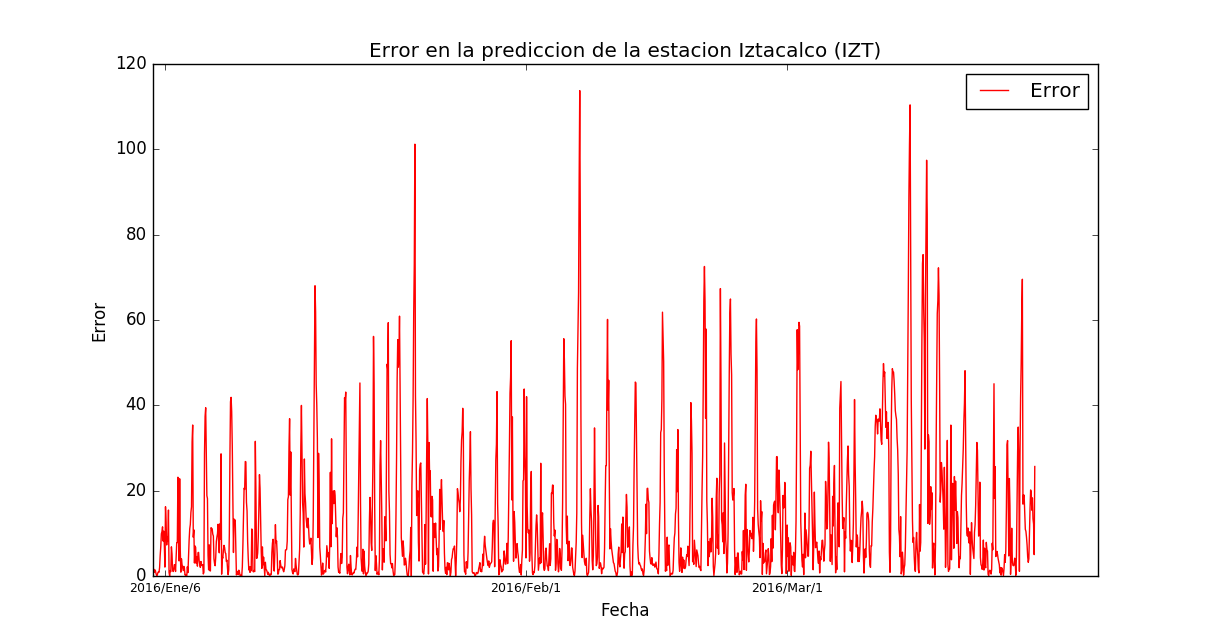 Error en la prediccion de la estacion Iztacalco (IZT)
120
100
80
60
40
20
0
Error
Error
2016/Ene/6
2016/Feb/1
2016/Mar/1
Fecha